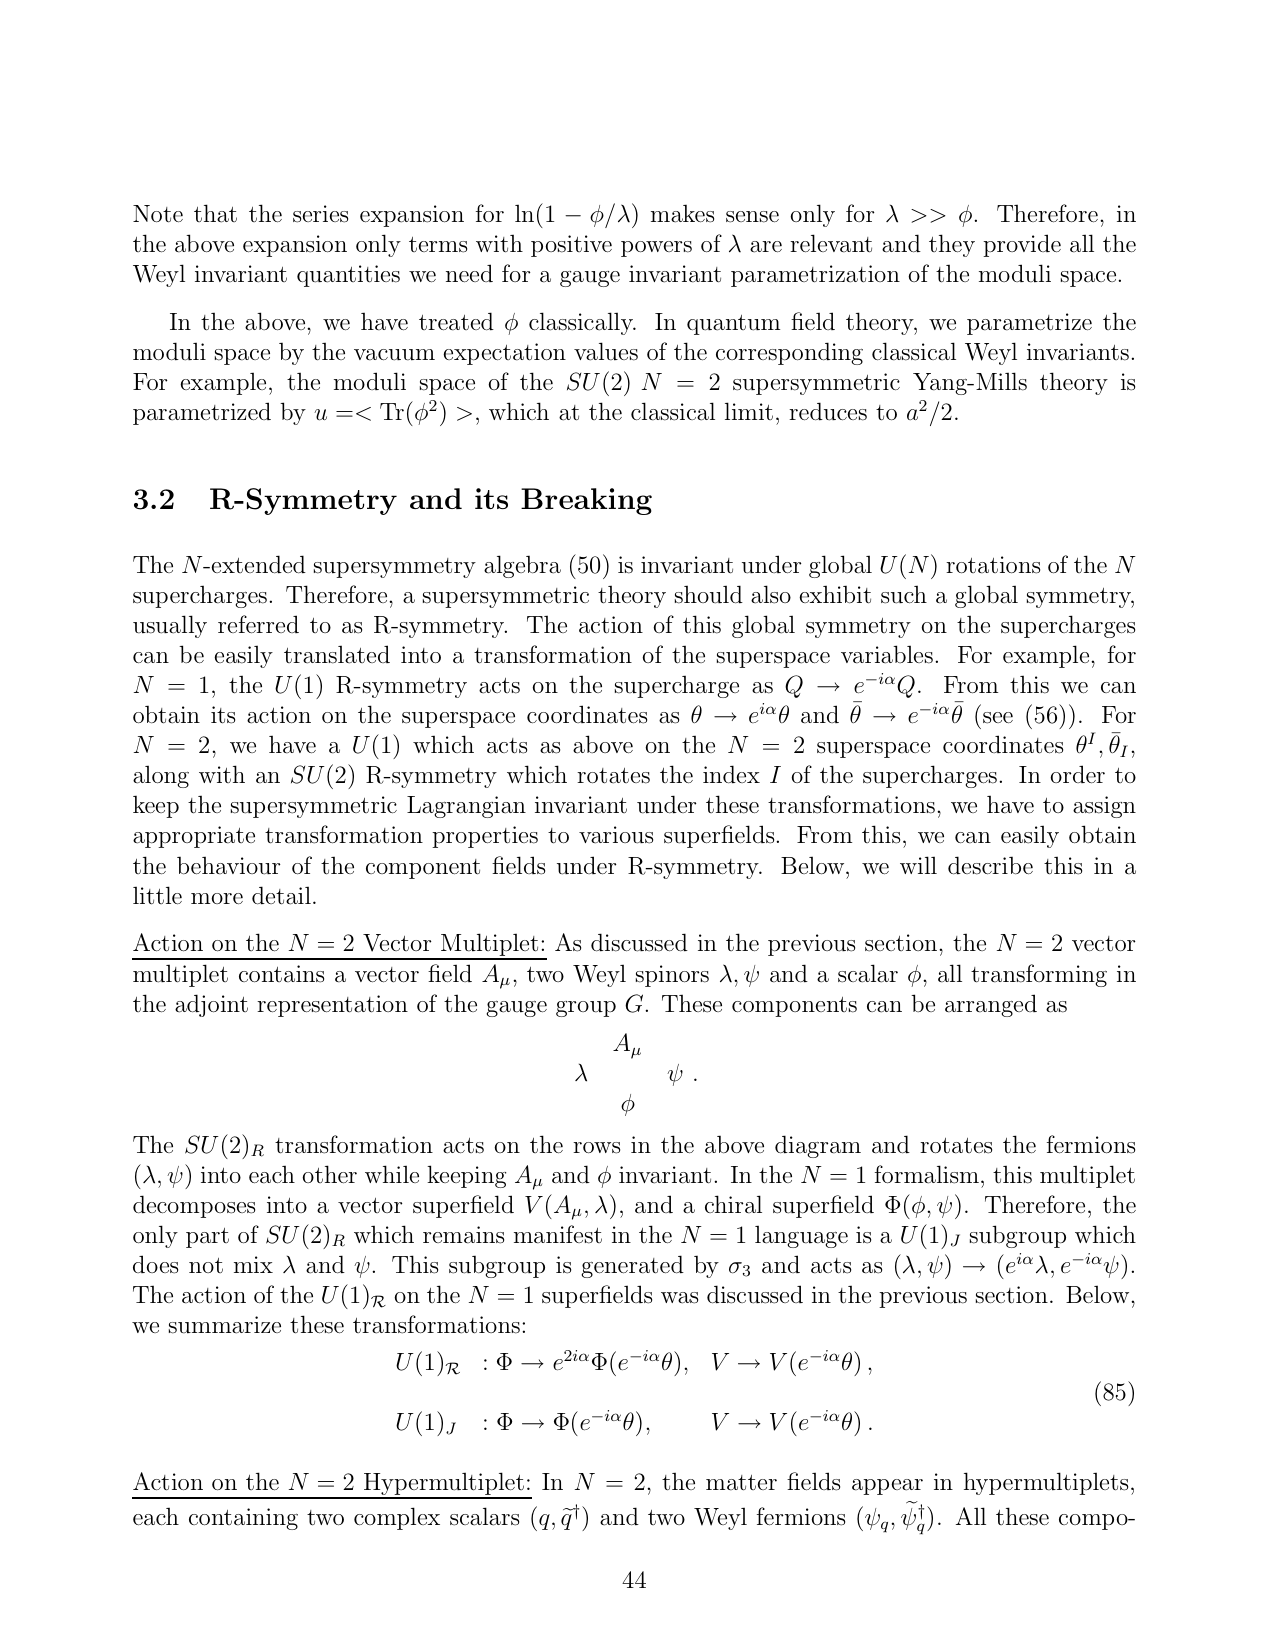 Note that the series expansion for ln(1 − ϕ/λ) makes sense only for λ >> ϕ. Therefore, in
the above expansion only terms with positive powers of λ are relevant and they provide all the
Weyl invariant quantities we need for a gauge invariant parametrization of the moduli space.
In the above, we have treated ϕ classically. In quantum field theory, we parametrize the
moduli space by the vacuum expectation values of the corresponding classical Weyl invariants.
For example, the moduli space of the SU(2) N = 2 supersymmetric Yang-Mills theory is
parametrized by u =< Tr(ϕ²) >, which at the classical limit, reduces to a²/2.
3.2 R-Symmetry and its Breaking
The N-extended supersymmetry algebra (50) is invariant under global U(N) rotations of the N
supercharges. Therefore, a supersymmetric theory should also exhibit such a global symmetry,
usually referred to as R-symmetry. The action of this global symmetry on the supercharges
can be easily translated into a transformation of the superspace variables. For example, for
N = 1, the U(1) R-symmetry acts on the supercharge as Q → e^{−iα}Q. From this we can
obtain its action on the superspace coordinates as θ → e^{iα}θ and θ̄ → e^{−iα}θ̄ (see (56)). For
N = 2, we have a U(1) which acts as above on the N = 2 superspace coordinates θ^I, θ̄_I,
along with an SU(2) R-symmetry which rotates the index I of the supercharges. In order to
keep the supersymmetric Lagrangian invariant under these transformations, we have to assign
appropriate transformation properties to various superfields. From this, we can easily obtain
the behaviour of the component fields under R-symmetry. Below, we will describe this in a
little more detail.
Action on the N = 2 Vector Multiplet: As discussed in the previous section, the N = 2 vector
multiplet contains a vector field A_μ, two Weyl spinors λ, ψ and a scalar ϕ, all transforming in
the adjoint representation of the gauge group G. These components can be arranged as
A_μ
λ ψ .
ϕ
The SU(2)_R transformation acts on the rows in the above diagram and rotates the fermions
(λ, ψ) into each other while keeping A_μ and ϕ invariant. In the N = 1 formalism, this multiplet
decomposes into a vector superfield V(A_μ, λ), and a chiral superfield Φ(ϕ, ψ). Therefore, the
only part of SU(2)_R which remains manifest in the N = 1 language is a U(1)_J subgroup which
does not mix λ and ψ. This subgroup is generated by σ₃ and acts as (λ, ψ) → (e^{iα}λ, e^{−iα}ψ).
The action of the U(1)_ℛ on the N = 1 superfields was discussed in the previous section. Below,
we summarize these transformations:
U(1)_ℛ : Φ → e^{2iα}Φ(e^{−iα}θ), V → V(e^{−iα}θ) ,
(85)
U(1)_J : Φ → Φ(e^{−iα}θ), V → V(e^{−iα}θ) .
Action on the N = 2 Hypermultiplet: In N = 2, the matter fields appear in hypermultiplets,
each containing two complex scalars (q, q̃†) and two Weyl fermions (ψ_q, ψ̃_q†). All these compo-
44